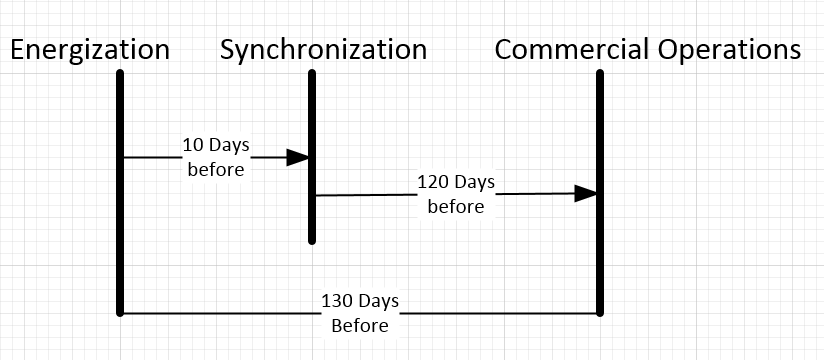 Energization Synchronization Commercial Operations
10 Days
before
120 Days
before
130 Days
Before